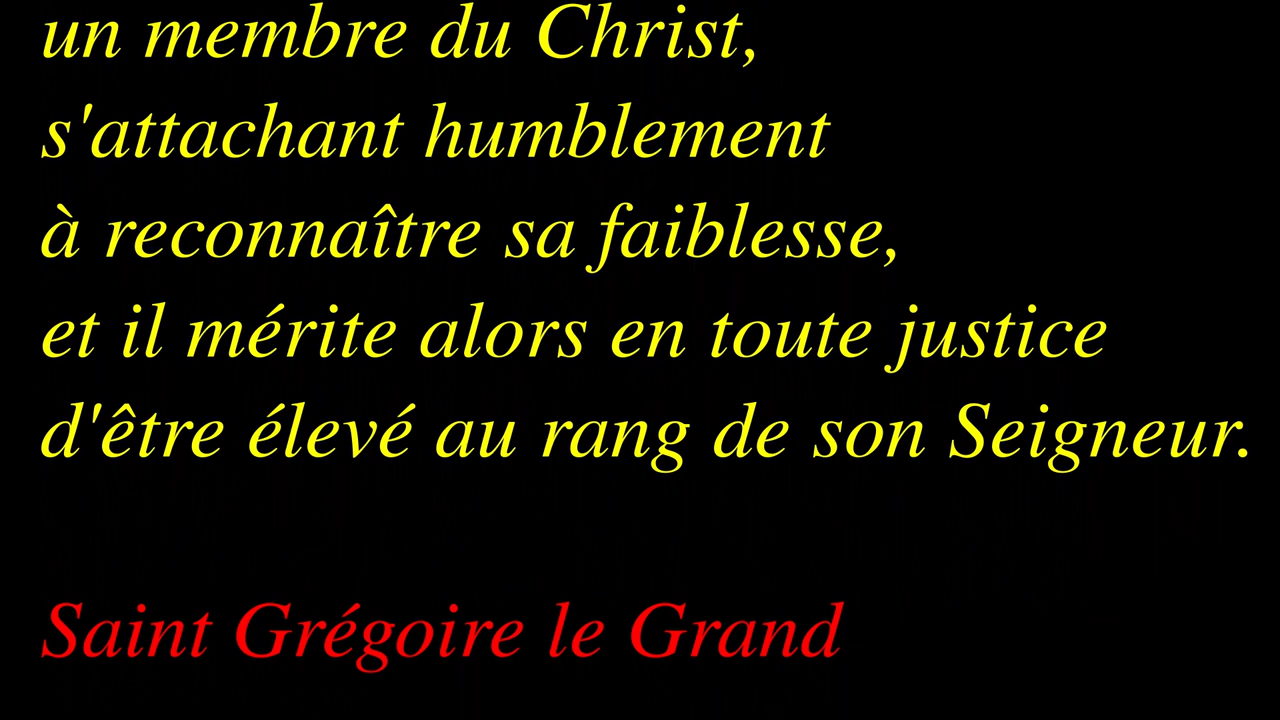 un membre du Christ,
s'attachant humblement
à reconnaître sa faiblesse,
et il mérite alors en toute justice
d'être élevé au rang de son Seigneur.
Saint Grégoire le Grand